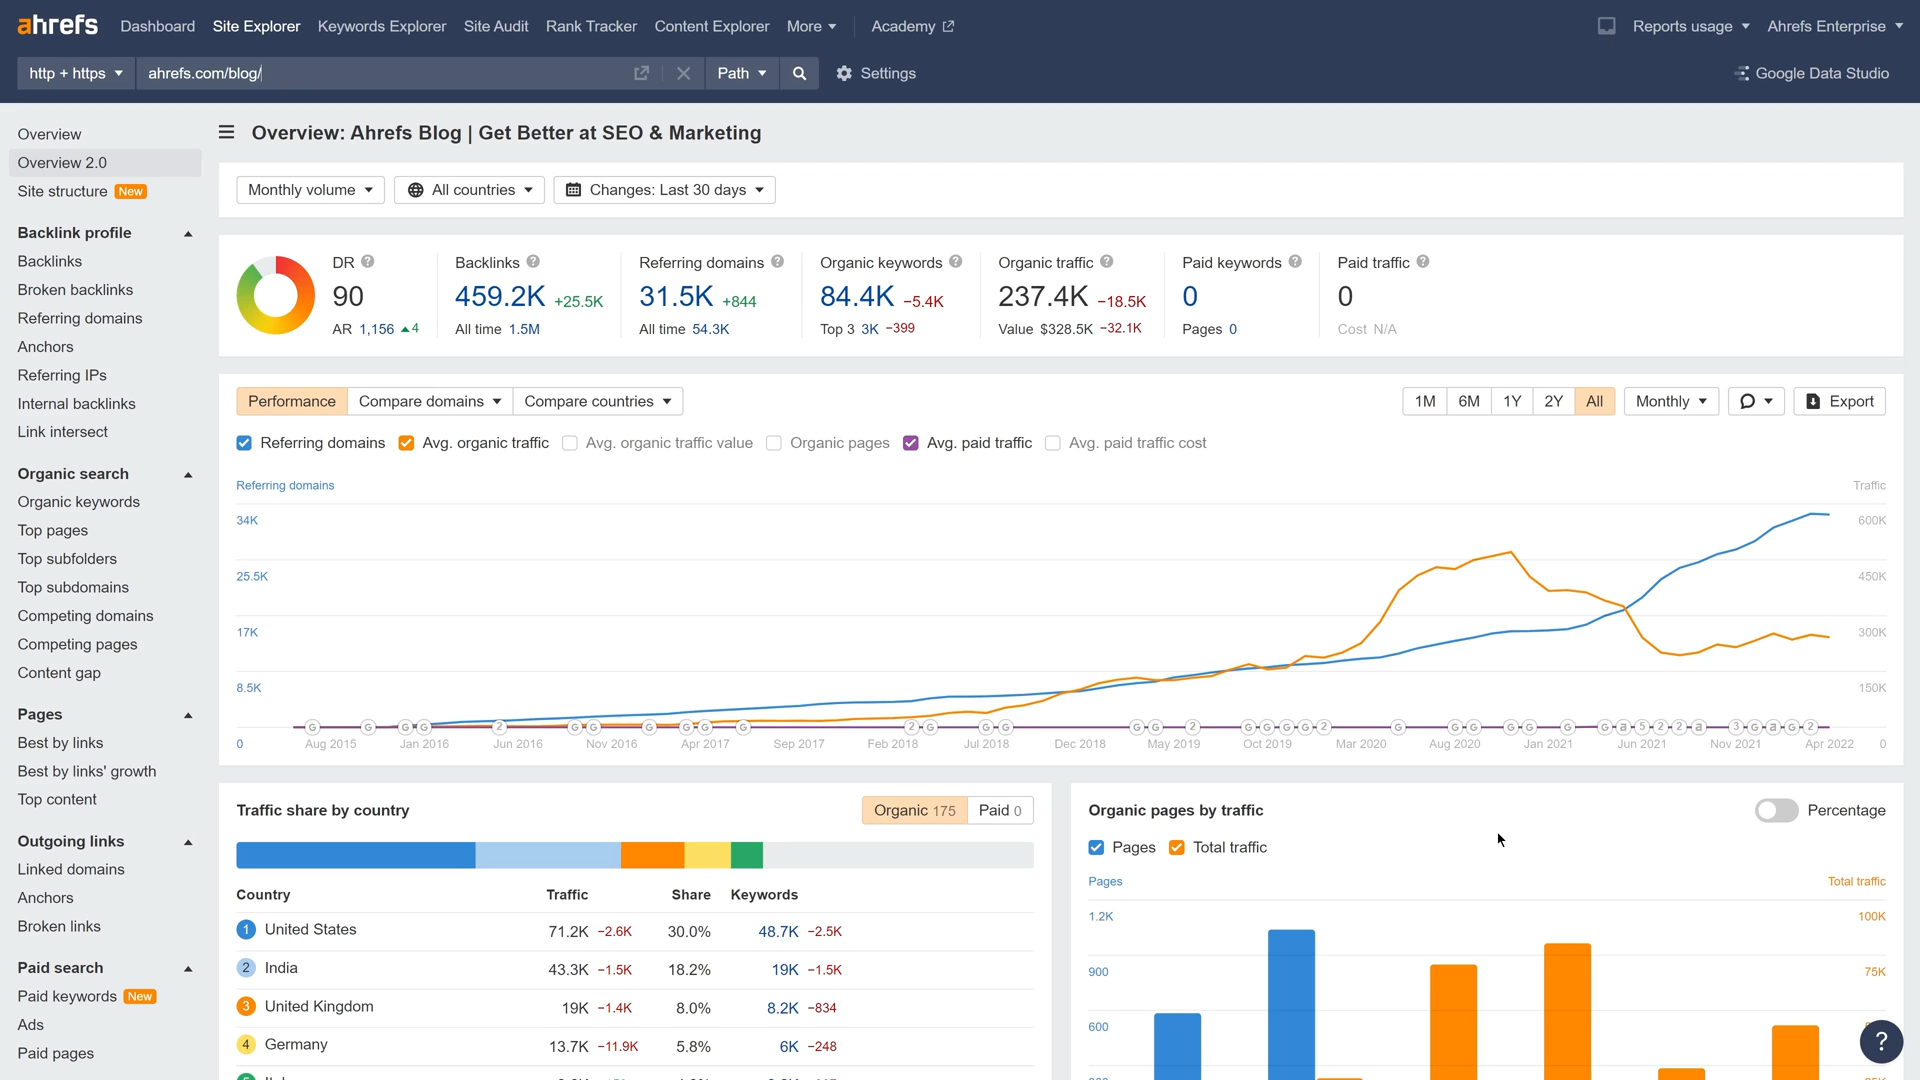 ahrefs Dashboard Site Explorer Keywords Explorer Site Audit Rank Tracker Content Explorer More Academy Reports usage Ahrefs Enterprise
http + https ahrefs.com/blog/ Path Settings Google Data Studio
Overview
Overview 2.0
Site structure New
Backlink profile
Backlinks
Broken backlinks
Referring domains
Anchors
Referring IPs
Internal backlinks
Link intersect
Organic search
Organic keywords
Top pages
Top subfolders
Top subdomains
Competing domains
Competing pages
Content gap
Pages
Best by links
Best by links' growth
Top content
Outgoing links
Linked domains
Anchors
Broken links
Paid search
Paid keywords New
Ads
Paid pages
Overview: Ahrefs Blog | Get Better at SEO & Marketing
Monthly volume All countries Changes: Last 30 days
DR ? Backlinks ? Referring domains ? Organic keywords ? Organic traffic ? Paid keywords ? Paid traffic ?
90 459.2K +25.5K 31.5K +844 84.4K −5.4K 237.4K −18.5K 0 0
AR 1,156 4 All time 1.5M All time 54.3K Top 3 3K −399 Value $328.5K −32.1K Pages 0 Cost N/A
Performance Compare domains Compare countries 1M 6M 1Y 2Y All Monthly Export
Referring domains Avg. organic traffic Avg. organic traffic value Organic pages Avg. paid traffic Avg. paid traffic cost
Referring domains Traffic
34K 600K
25.5K 450K
17K 300K
8.5K 150K
G G G G 2 G G G G G G 2 G G G G G 2 G G G G 2 G G G G G G G a 5 2 2 a 3 G a G 2
0 Aug 2015 Jan 2016 Jun 2016 Nov 2016 Apr 2017 Sep 2017 Feb 2018 Jul 2018 Dec 2018 May 2019 Oct 2019 Mar 2020 Aug 2020 Jan 2021 Jun 2021 Nov 2021 Apr 2022 0
Traffic share by country Organic 175 Paid 0
Country Traffic Share Keywords
1 United States 71.2K −2.6K 30.0% 48.7K −2.5K
2 India 43.3K −1.5K 18.2% 19K −1.5K
3 United Kingdom 19K −1.4K 8.0% 8.2K −834
4 Germany 13.7K −11.9K 5.8% 6K −248
Organic pages by traffic Percentage
Pages Total traffic
Pages Total traffic
1.2K 100K
900 75K
600
?